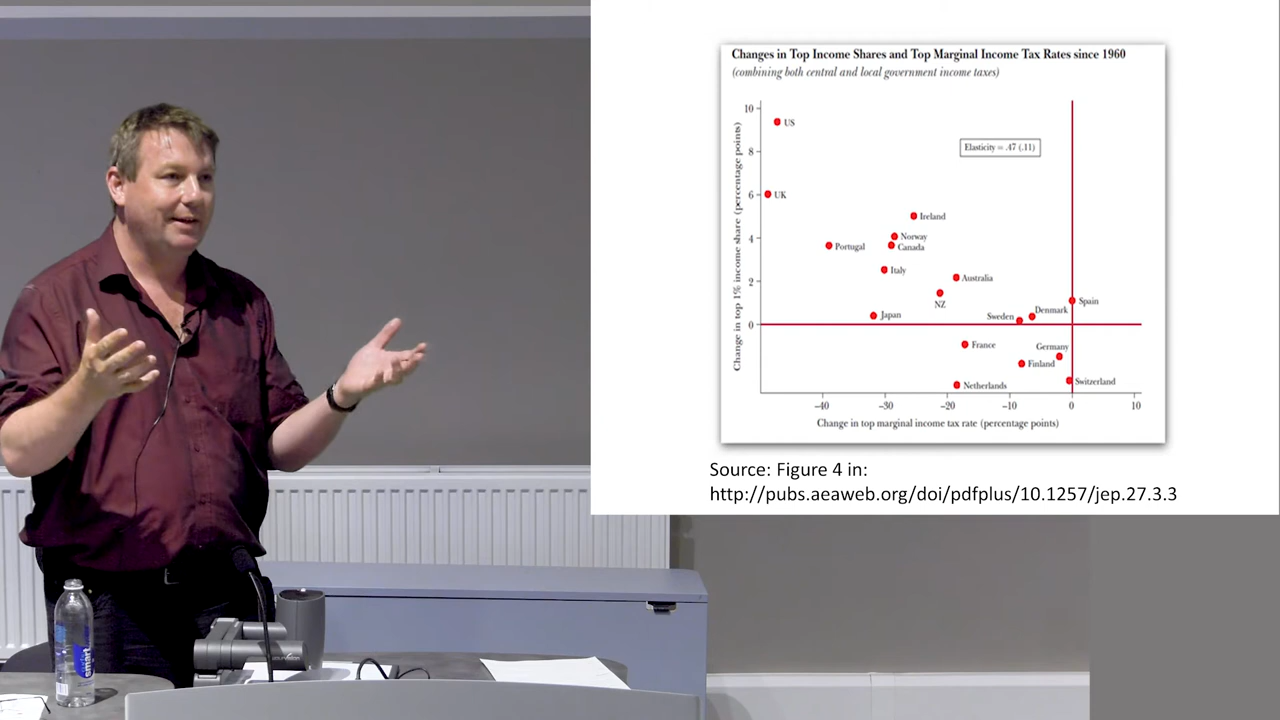 Changes in Top Income Shares and Top Marginal Income Tax Rates since 1960
(combining both central and local government income taxes)
Change in top 1% income share (percentage points)
10
8
6
4
2
0
US
UK
Elasticity = .47 (.11)
Ireland
Norway
Portugal
Canada
Italy
Australia
NZ
Spain
Japan
Sweden
Denmark
France
Germany
Finland
Netherlands
Switzerland
−40
−30
−20
−10
0
10
Change in top marginal income tax rate (percentage points)
Source: Figure 4 in:
http://pubs.aeaweb.org/doi/pdfplus/10.1257/jep.27.3.3
smart